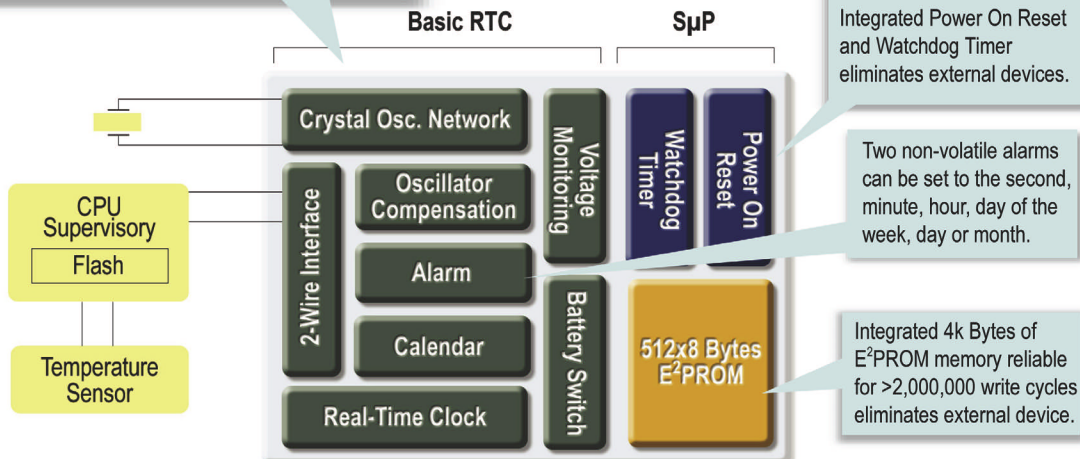 Basic RTC
SµP
Integrated Power On Reset
and Watchdog Timer
eliminates external devices.
Crystal Osc. Network
Voltage
Monitoring
Watchdog
Timer
Power On
Reset
Two non-volatile alarms
can be set to the second,
minute, hour, day of the
week, day or month.
CPU
Supervisory
Flash
2-Wire Interface
Oscillator
Compensation
Alarm
Calendar
Real-Time Clock
Battery Switch
512x8 Bytes
E²PROM
Temperature
Sensor
Integrated 4k Bytes of
E²PROM memory reliable
for >2,000,000 write cycles
eliminates external device.